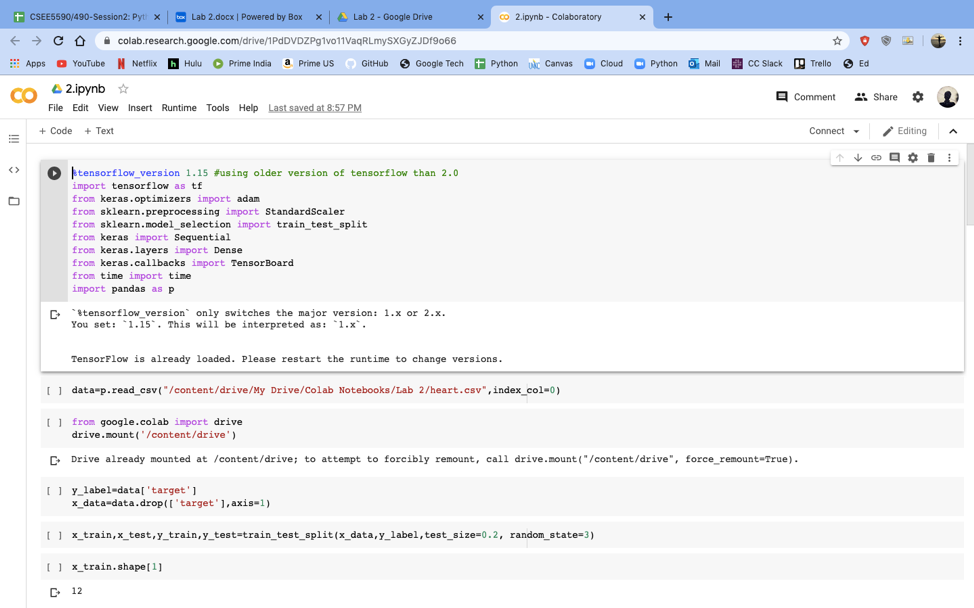 CSEE5590/490-Session2: Pyt
Lab 2.docx | Powered by Box
Lab 2 - Google Drive
2.ipynb - Colaboratory
colab.research.google.com/drive/1PdDVDZPg1vo11VaqRLmySXGyZJDf9o66
Apps YouTube Netflix Hulu Prime India Prime US GitHub Google Tech Python Canvas Cloud Python Mail CC Slack Trello Ed
2.ipynb
Comment Share
File Edit View Insert Runtime Tools Help Last saved at 8:57 PM
+ Code + Text Connect Editing
%tensorflow_version 1.15 #using older version of tensorflow than 2.0
import tensorflow as tf
from keras.optimizers import adam
from sklearn.preprocessing import StandardScaler
from sklearn.model_selection import train_test_split
from keras import Sequential
from keras.layers import Dense
from keras.callbacks import TensorBoard
from time import time
import pandas as p
`%tensorflow_version` only switches the major version: 1.x or 2.x.
You set: `1.15`. This will be interpreted as: `1.x`.
TensorFlow is already loaded. Please restart the runtime to change versions.
[ ] data=p.read_csv("/content/drive/My Drive/Colab Notebooks/Lab 2/heart.csv",index_col=0)
[ ] from google.colab import drive
drive.mount('/content/drive')
Drive already mounted at /content/drive; to attempt to forcibly remount, call drive.mount("/content/drive", force_remount=True).
[ ] y_label=data['target']
x_data=data.drop(['target'],axis=1)
[ ] x_train,x_test,y_train,y_test=train_test_split(x_data,y_label,test_size=0.2, random_state=3)
[ ] x_train.shape[1]
12